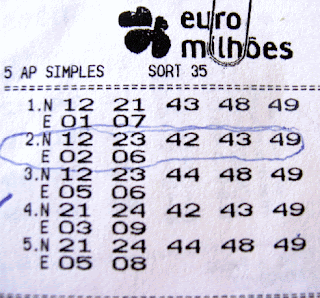 euro
milhões
5 AP SIMPLES SORT 35
1.N 12 21 43 48 49
E 01 07
2.N 12 23 42 43 49
E 02 06
3.N 12 23 44 48 49
E 05 06
4.N 21 24 42 43 49
E 03 09
5.N 21 24 44 48 49
E 05 08